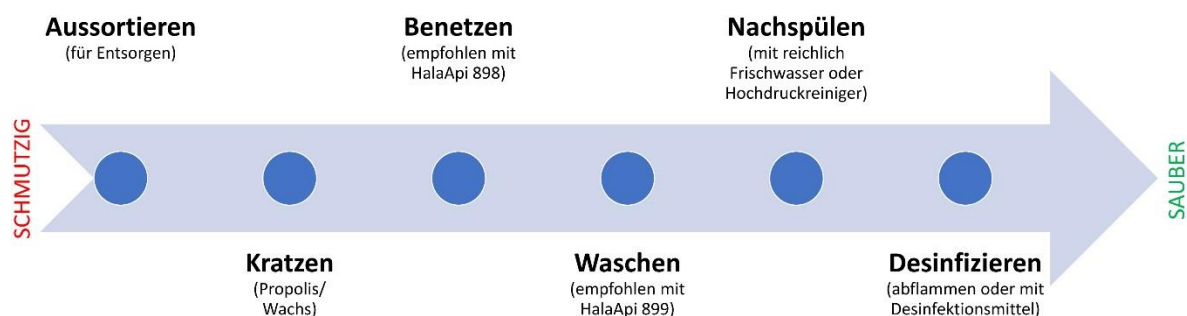 Aussortieren
(für Entsorgen)
Benetzen
(empfohlen mit
HalaApi 898)
Nachspülen
(mit reichlich
Frischwasser oder
Hochdruckreiniger)
SCHMUTZIG
SAUBER
Kratzen
(Propolis/
Wachs)
Waschen
(empfohlen mit
HalaApi 899)
Desinfizieren
(abflammen oder mit
Desinfektionsmittel)